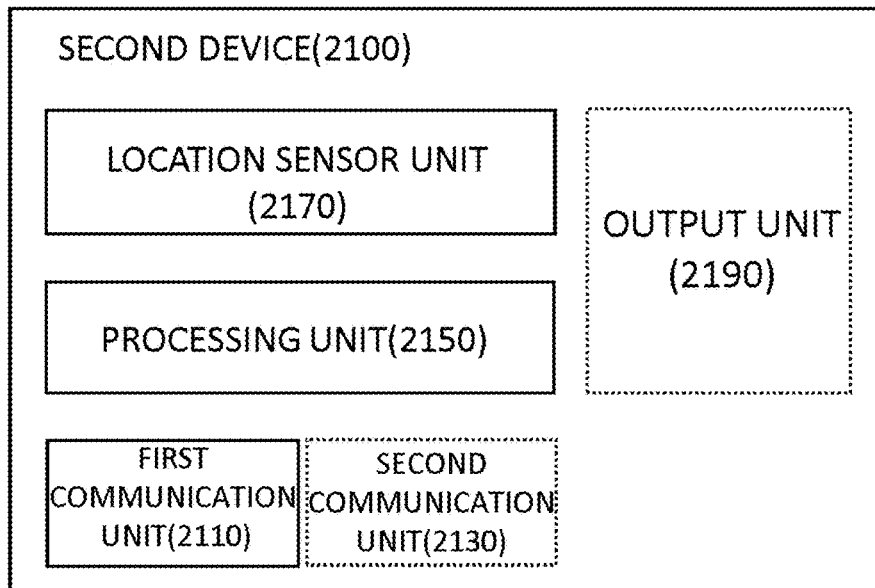 SECOND DEVICE(2100)
LOCATION SENSOR UNIT
(2170)
OUTPUT UNIT
(2190)
PROCESSING UNIT(2150)
FIRST
COMMUNICATION
UNIT(2110)
SECOND
COMMUNICATION
UNIT(2130)